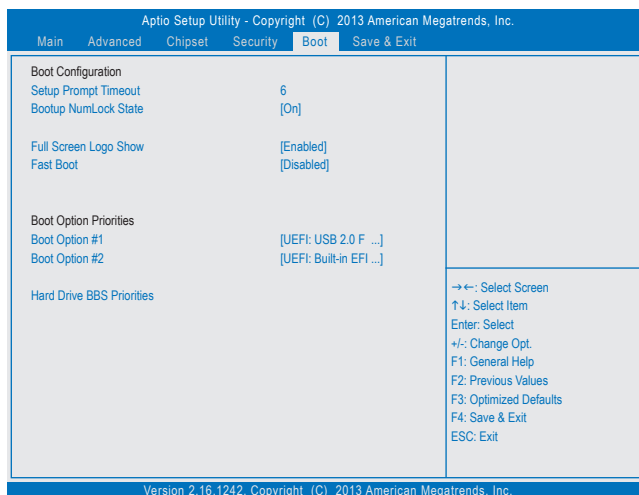 Aptio Setup Utility - Copyright (C) 2013 American Megatrends, Inc.
Main Advanced Chipset Security Boot Save & Exit
Boot Configuration
Setup Prompt Timeout 6
Bootup NumLock State [On]
Full Screen Logo Show [Enabled]
Fast Boot [Disabled]
Boot Option Priorities
Boot Option #1 [UEFI: USB 2.0 F ...]
Boot Option #2 [UEFI: Built-in EFI ...]
Hard Drive BBS Priorities
→←: Select Screen
↑↓: Select Item
Enter: Select
+/-: Change Opt.
F1: General Help
F2: Previous Values
F3: Optimized Defaults
F4: Save & Exit
ESC: Exit
Version 2.16.1242. Copyright (C) 2013 American Megatrends, Inc.